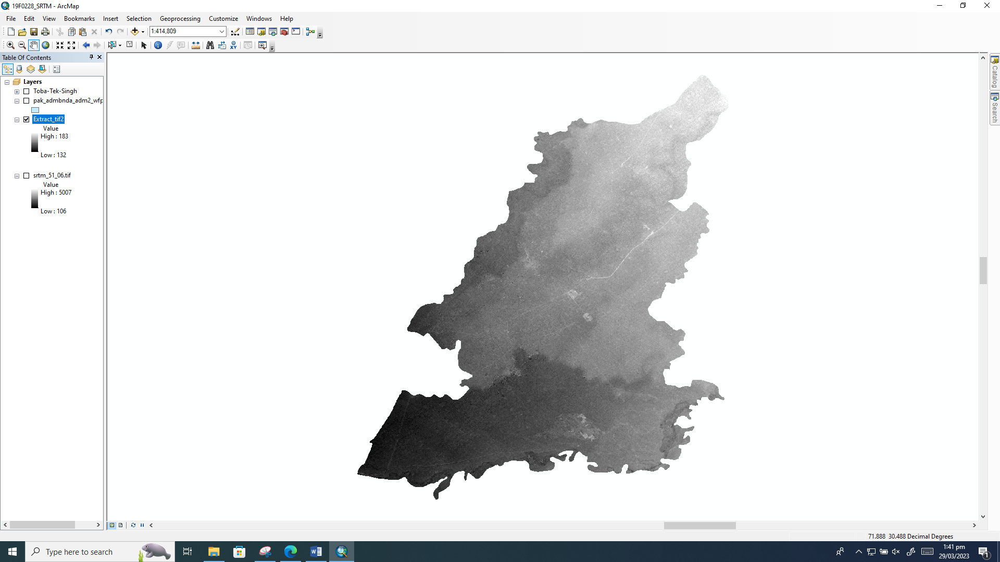 19F0228_SRTM - ArcMap
File Edit View Bookmarks Insert Selection Geoprocessing Customize Windows Help
1:414,809
XY
Table Of Contents
Layers
Toba-Tek-Singh
pak_admbnda_adm2_wfp
Extract_tif2
Value
High : 183
Low : 132
srtm_51_06.tif
Value
High : 5007
Low : 106
Catalog
Search
71.888 30.488 Decimal Degrees
Type here to search
1:41 pm
29/03/2023
1